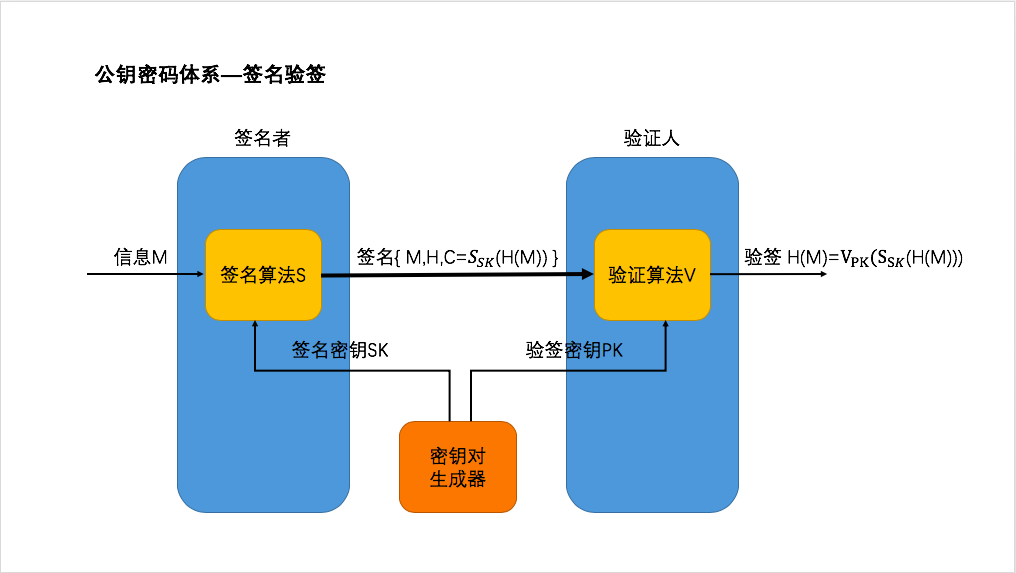 公钥密码体系—签名验签
签名者
验证人
信息M
签名算法S
签名{ M,H,C=S_SK(H(M)) }
验证算法V
验签 H(M)=V_PK(S_SK(H(M)))
签名密钥SK
验签密钥PK
密钥对
生成器